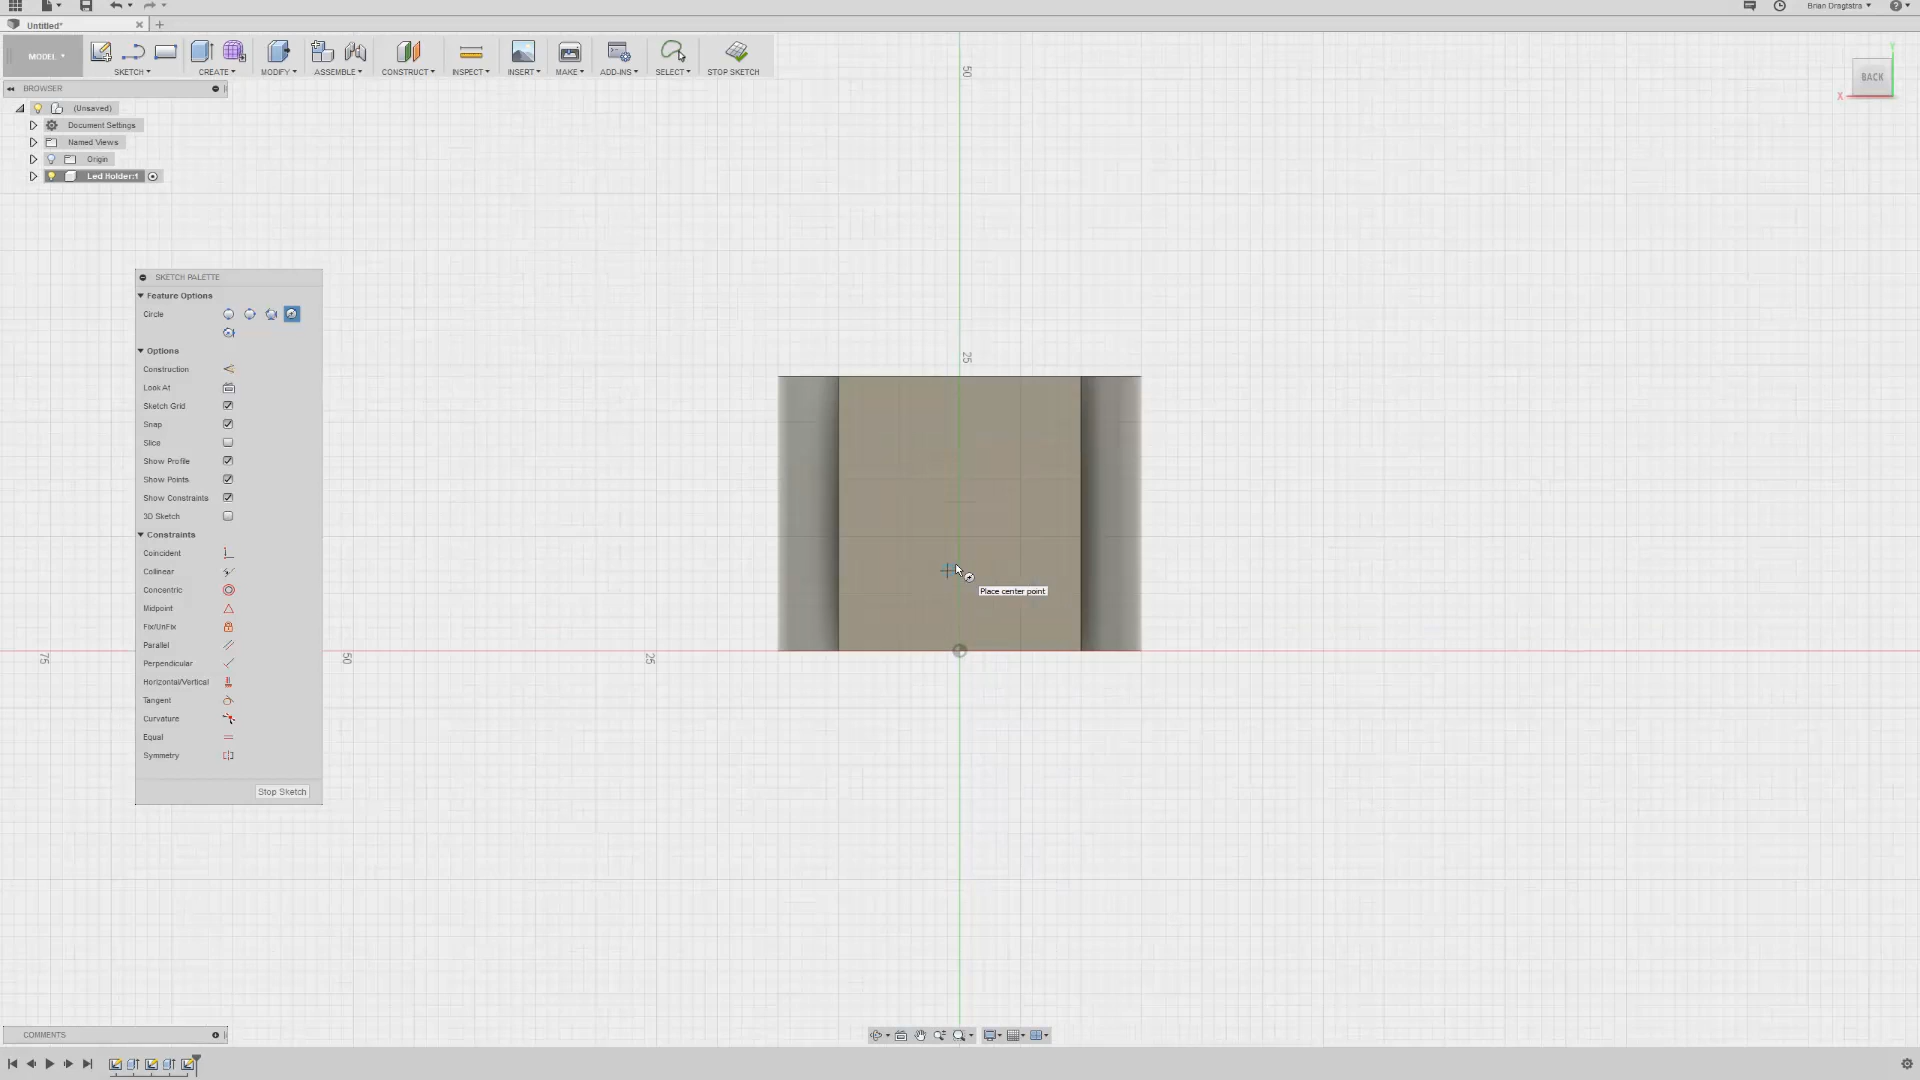 Brian Dragtstra
Untitled*
MODEL
SKETCH
CREATE
MODIFY
ASSEMBLE
CONSTRUCT
INSPECT
INSERT
MAKE
ADD-INS
SELECT
STOP SKETCH
BROWSER
(Unsaved)
Document Settings
Named Views
Origin
Led Holder:1
BACK
X
Y
50
25
SKETCH PALETTE
Feature Options
Circle
Options
Construction
Look At
Sketch Grid
Snap
Slice
Show Profile
Show Points
Show Constraints
3D Sketch
Constraints
Coincident
Collinear
Concentric
Midpoint
Fix/UnFix
Parallel
Perpendicular
Horizontal/Vertical
Tangent
Curvature
Equal
Symmetry
Stop Sketch
Place center point
75
50
25
COMMENTS